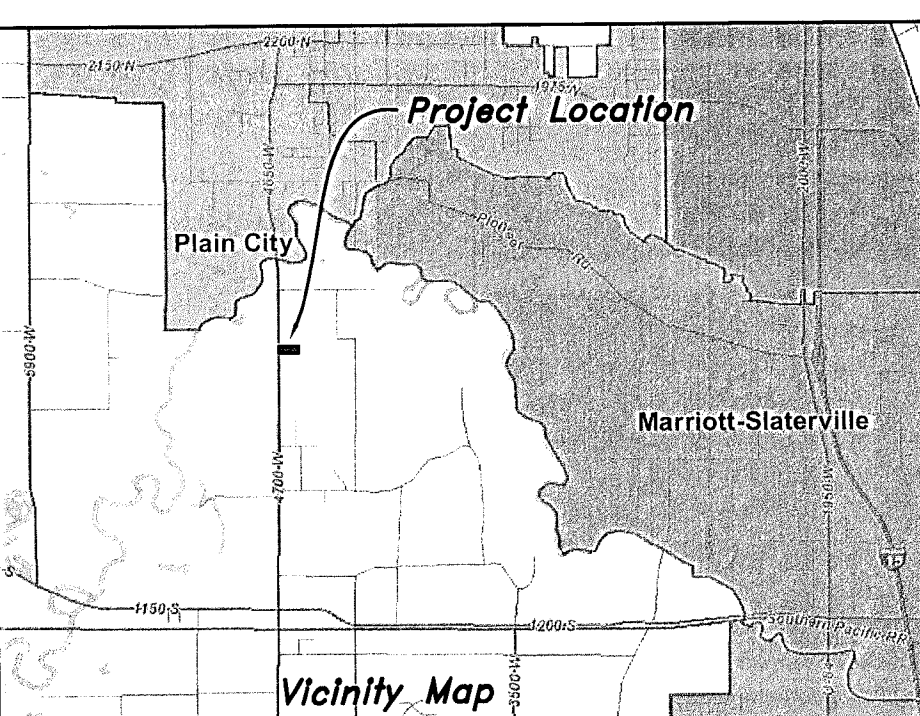 2200 N
2150 N
1975 N
Project Location
4650 W
2000 W
Plain City
Pioneer Rd
5900 W
Marriott-Slaterville
4700 W
1150 S
1200 S
Southern Pacific RR
Vicinity Map
3500 W